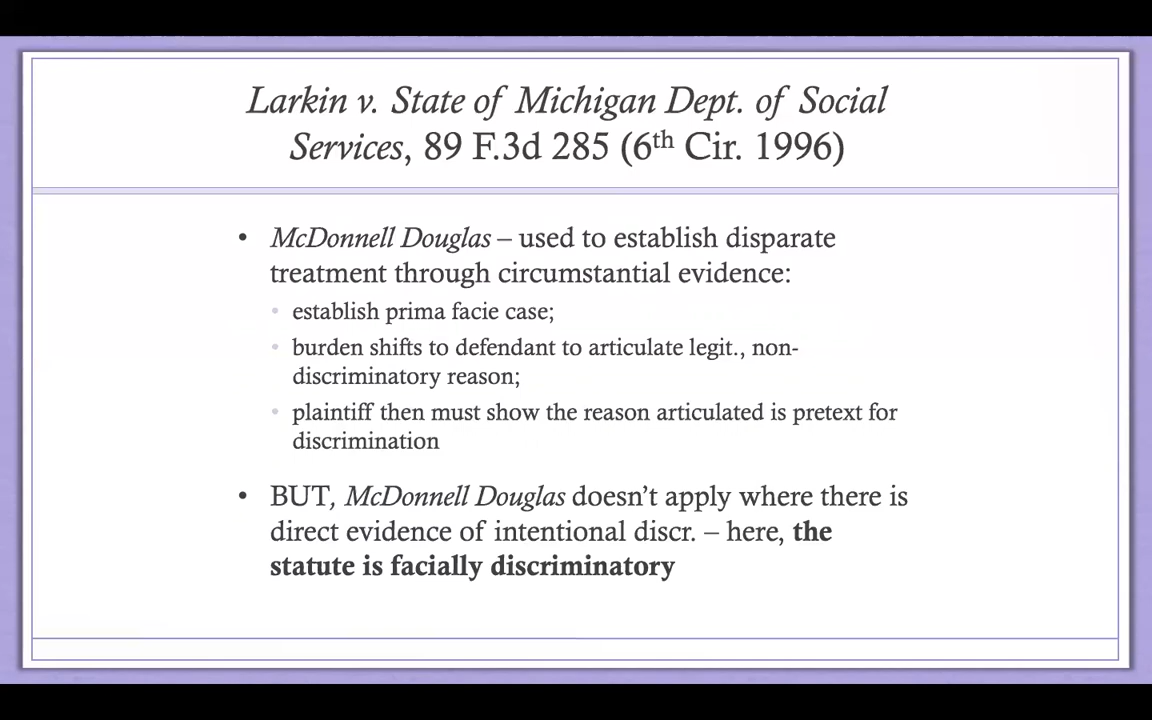 Larkin v. State of Michigan Dept. of Social
Services, 89 F.3d 285 (6th Cir. 1996)
• McDonnell Douglas – used to establish disparate
treatment through circumstantial evidence:
• establish prima facie case;
• burden shifts to defendant to articulate legit., non-
discriminatory reason;
• plaintiff then must show the reason articulated is pretext for
discrimination
• BUT, McDonnell Douglas doesn’t apply where there is
direct evidence of intentional discr. – here, the
statute is facially discriminatory